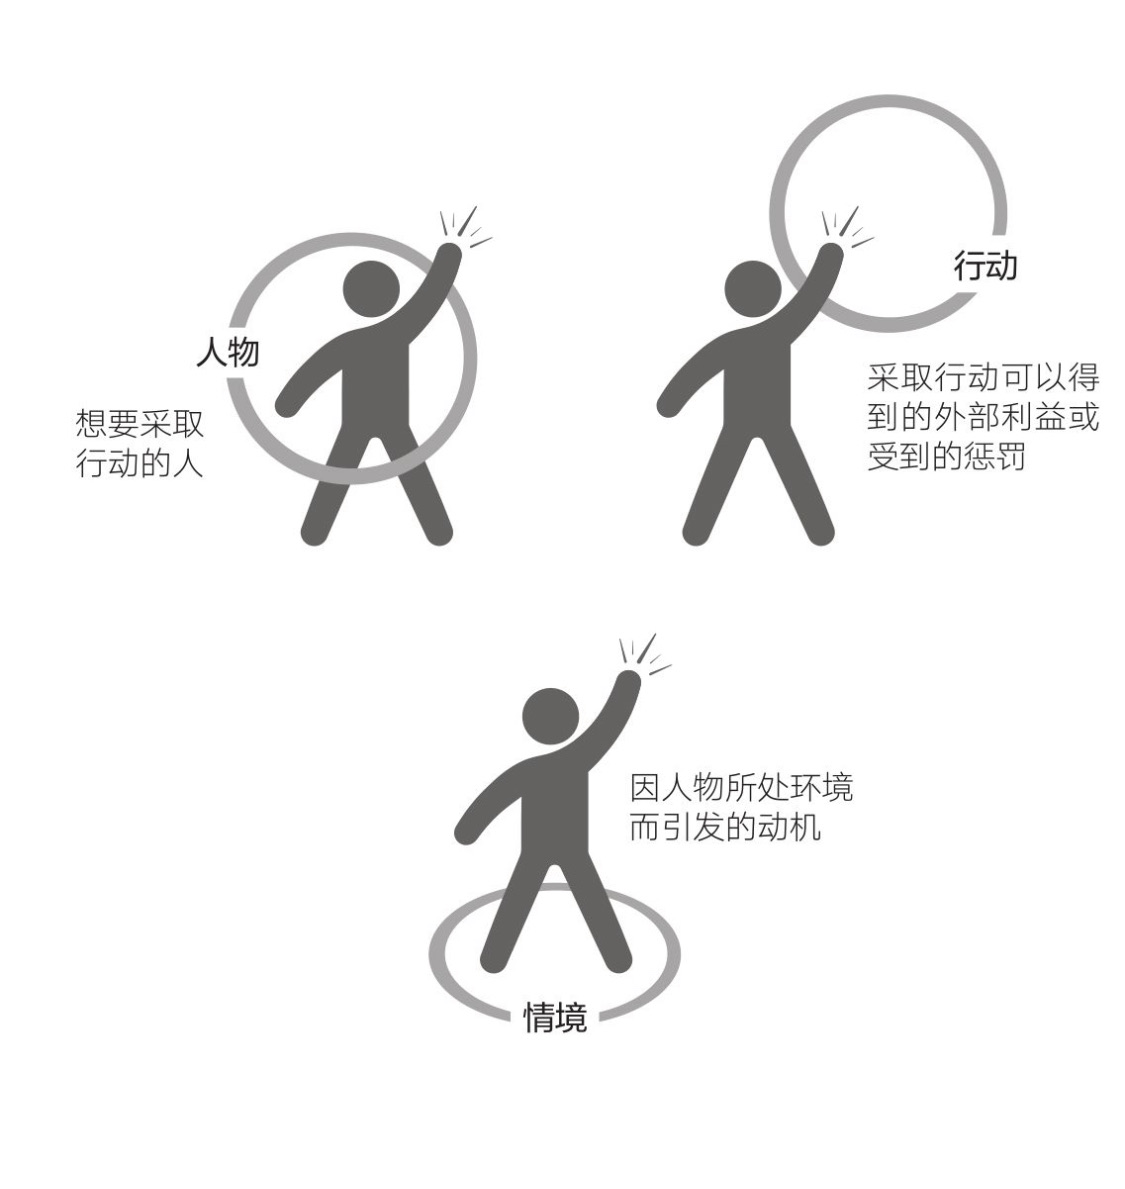 人物
想要采取
行动的人
行动
采取行动可以得
到的外部利益或
受到的惩罚
因人物所处环境
而引发的动机
情境